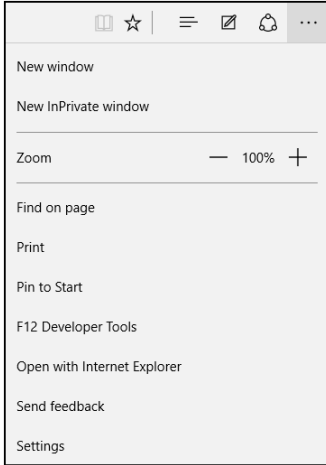 New window
New InPrivate window
Zoom — 100% +
Find on page
Print
Pin to Start
F12 Developer Tools
Open with Internet Explorer
Send feedback
Settings